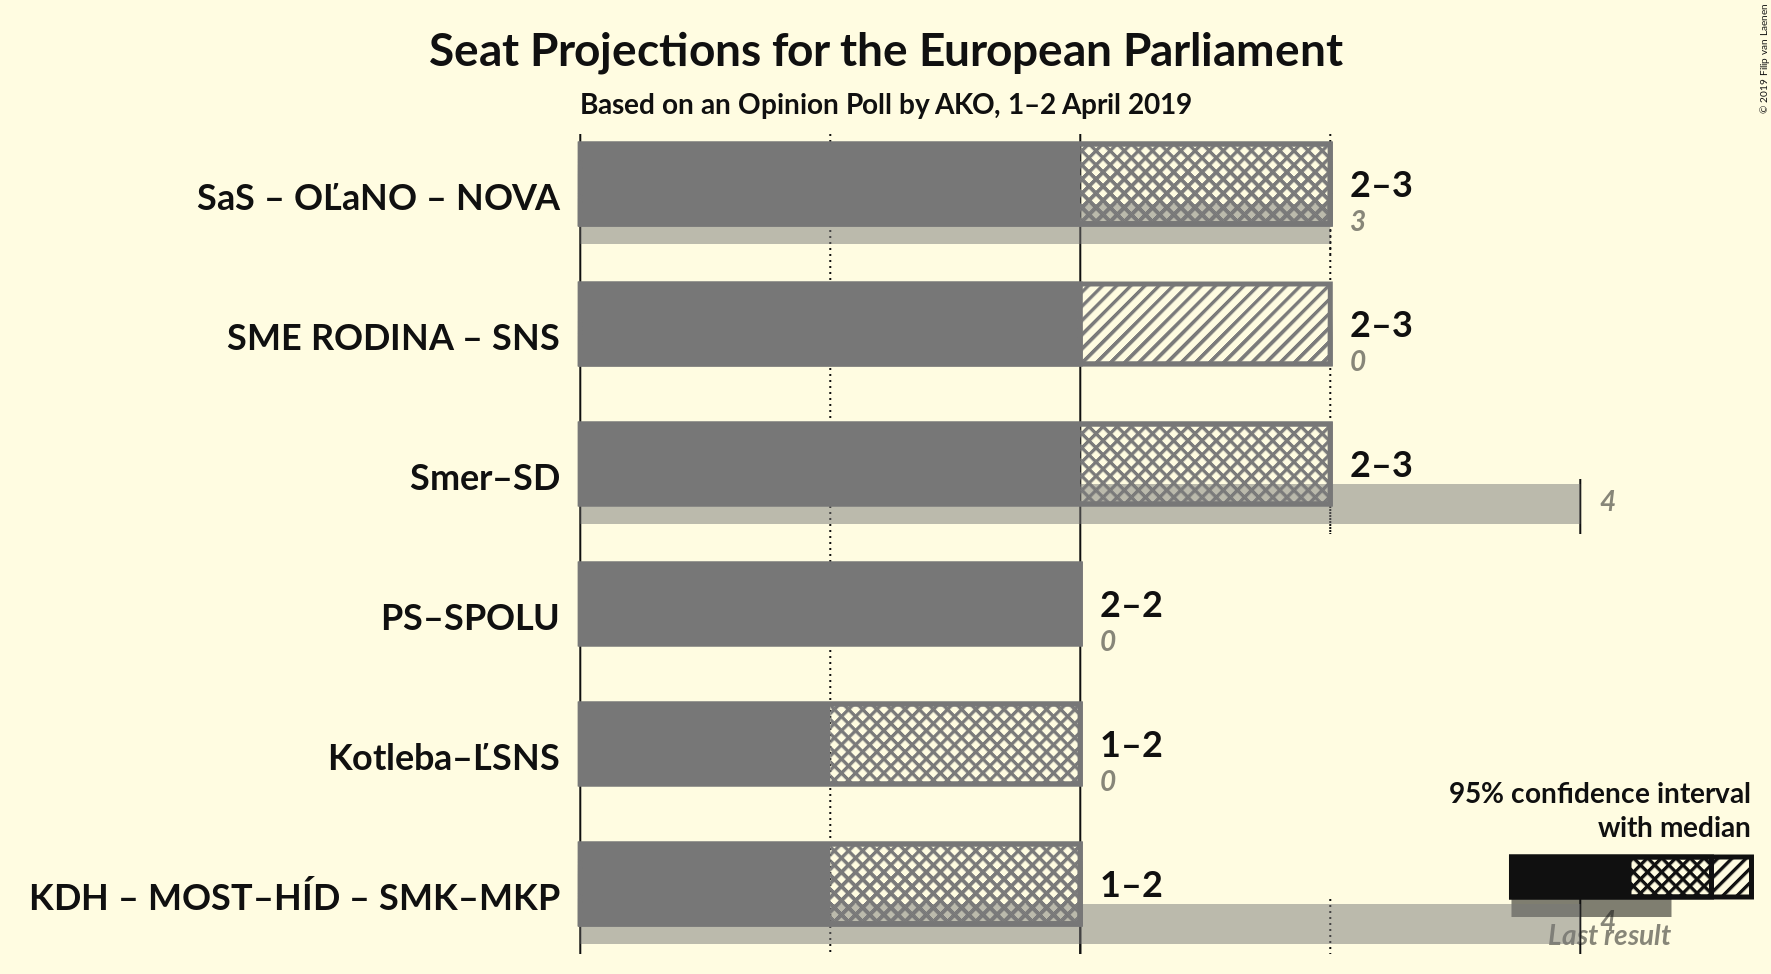 Seat Projections for the European Parliament
Based on an Opinion Poll by AKO, 1–2 April 2019
© 2019 Filip van Laenen
SaS – OĽaNO – NOVA
2–3
3
SME RODINA – SNS
2–3
0
Smer–SD
2–3
4
PS–SPOLU
2–2
0
Kotleba–ĽSNS
1–2
0
KDH – MOST–HÍD – SMK–MKP
1–2
4
95% confidence interval
with median
Last result